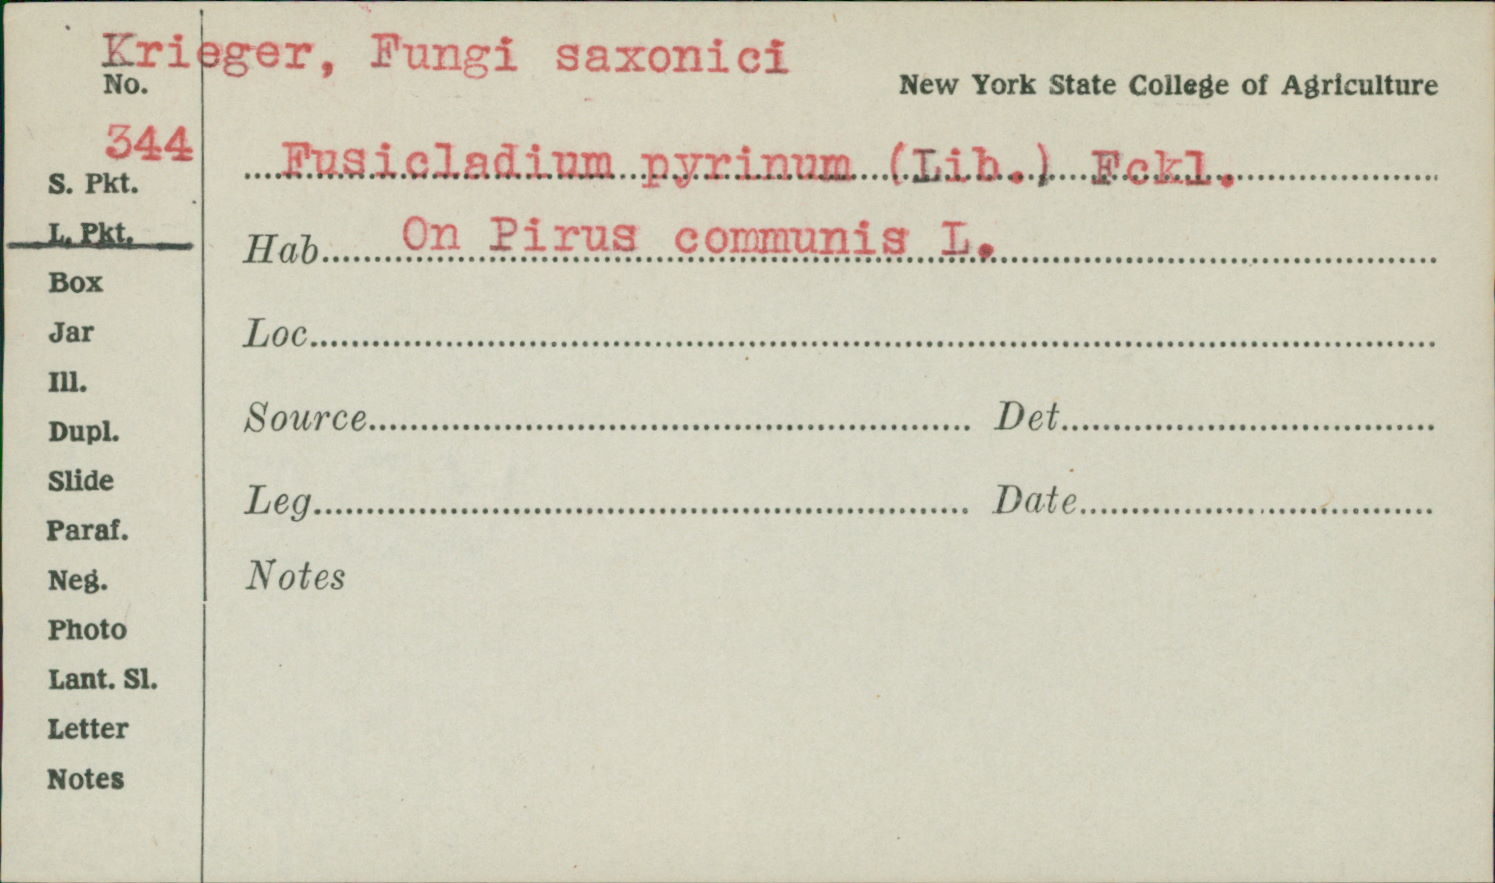 Krieger, Fungi saxonici
No.
New York State College of Agriculture
344
Fusicladium pyrinum (Lib.) Fckl.
S. Pkt.
L. Pkt.
Hab. On Pirus communis L.
Box
Jar
Loc.
Ill.
Dupl.
Source Det.
Slide
Leg. Date
Paraf.
Neg.
Notes
Photo
Lant. Sl.
Letter
Notes